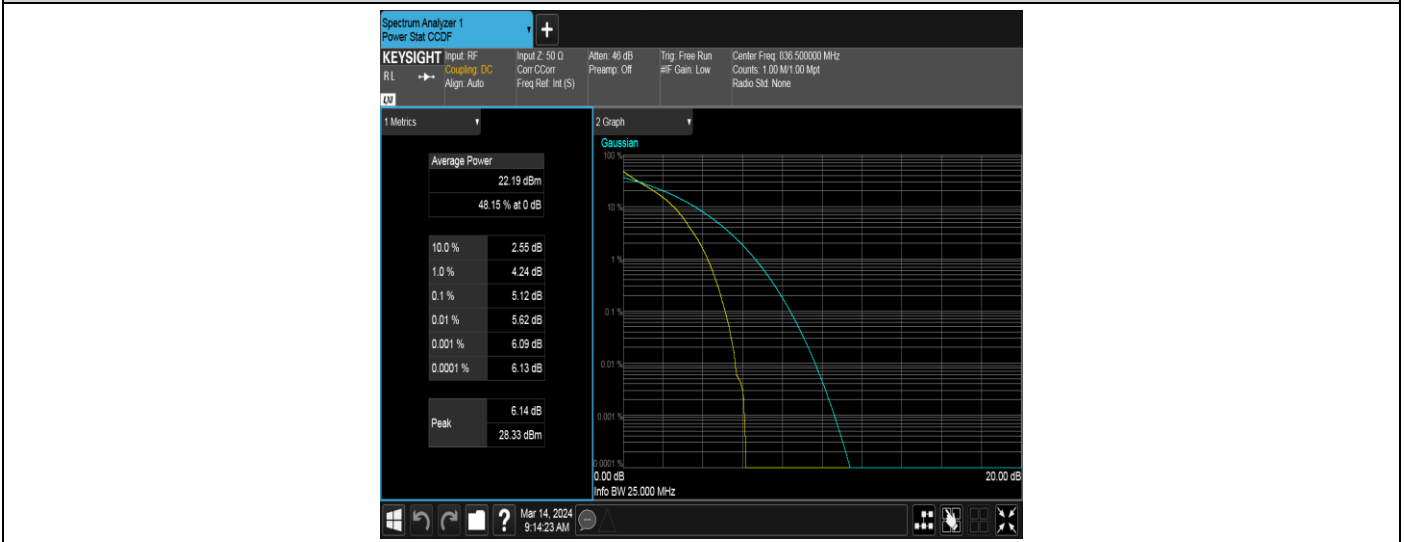 Spectrum Analyzer 1
Power Stat CCDF
KEYSIGHT
RL
LXI
Input: RF
Coupling: DC
Align: Auto
Input Z: 50 Ω
Corr CCorr
Freq Ref: Int (S)
Atten: 46 dB
Preamp: Off
Trig: Free Run
#IF Gain: Low
Center Freq: 836.500000 MHz
Counts: 1.00 M/1.00 Mpt
Radio Std: None
1 Metrics
Average Power
22.19 dBm
48.15 % at 0 dB
10.0 % 2.55 dB
1.0 % 4.24 dB
0.1 % 5.12 dB
0.01 % 5.62 dB
0.001 % 6.09 dB
0.0001 % 6.13 dB
Peak
6.14 dB
28.33 dBm
2 Graph
Gaussian
100 %
10 %
1 %
0.1 %
0.01 %
0.001 %
0.0001 %
0.00 dB 20.00 dB
Info BW 25.000 MHz
? Mar 14, 2024
9:14:23 AM